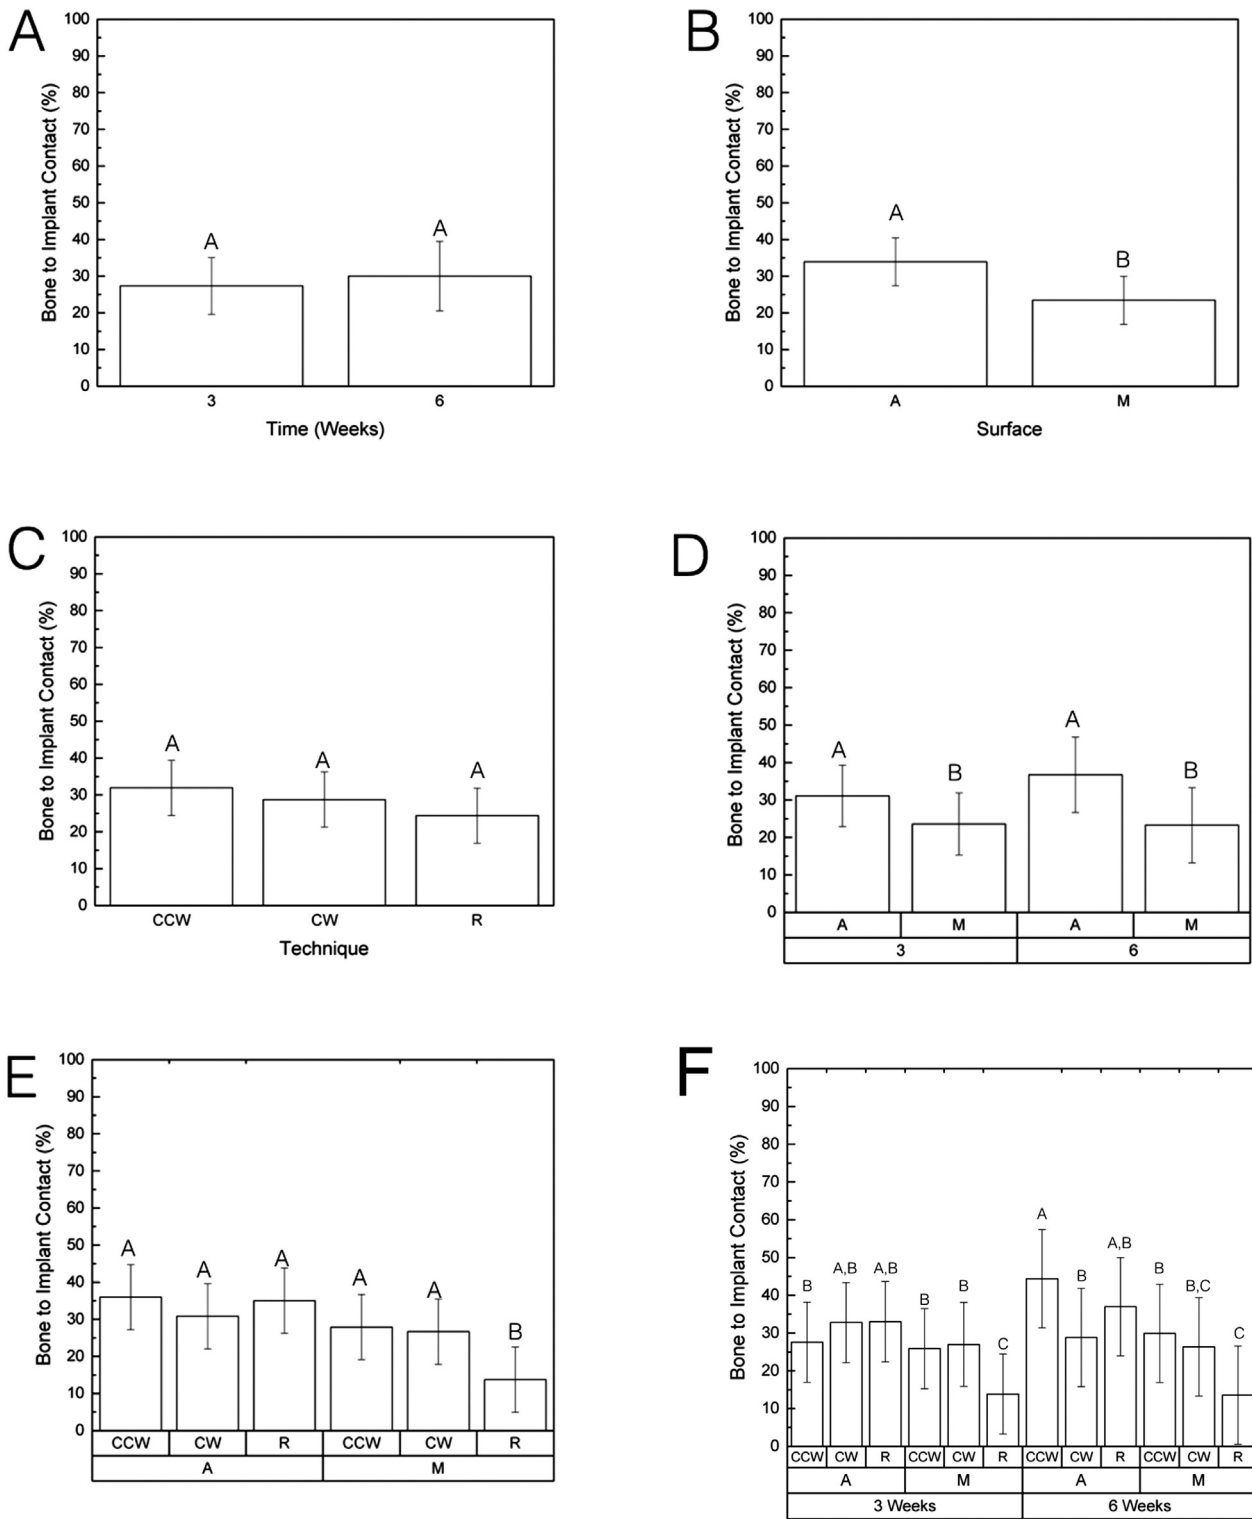 A
Bone to Implant Contact (%)
100
90
80
70
60
50
40
30
20
10
0
A
A
3
6
Time (Weeks)
B
Bone to Implant Contact (%)
100
90
80
70
60
50
40
30
20
10
0
A
B
A
M
Surface
C
Bone to Implant Contact (%)
100
90
80
70
60
50
40
30
20
10
0
A
A
A
CCW
CW
R
Technique
D
Bone to Implant Contact (%)
100
90
80
70
60
50
40
30
20
10
0
A
B
A
B
A
M
A
M
3
6
E
Bone to Implant Contact (%)
100
90
80
70
60
50
40
30
20
10
0
A
A
A
A
A
B
CCW
CW
R
CCW
CW
R
A
M
F
Bone to Implant Contact (%)
100
90
80
70
60
50
40
30
20
10
0
B
A,B
A,B
B
B
C
A
B
A,B
B
B,C
C
CCW
CW
R
CCW
CW
R
CCW
CW
R
CCW
CW
R
A
M
A
M
3 Weeks
6 Weeks